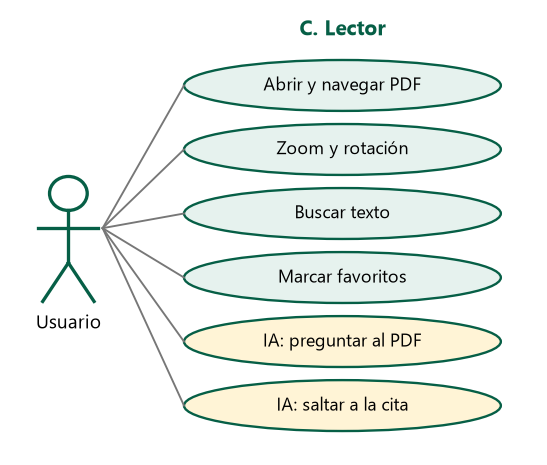 C. Lector
Abrir y navegar PDF
Zoom y rotación
Buscar texto
Marcar favoritos
Usuario
IA: preguntar al PDF
IA: saltar a la cita